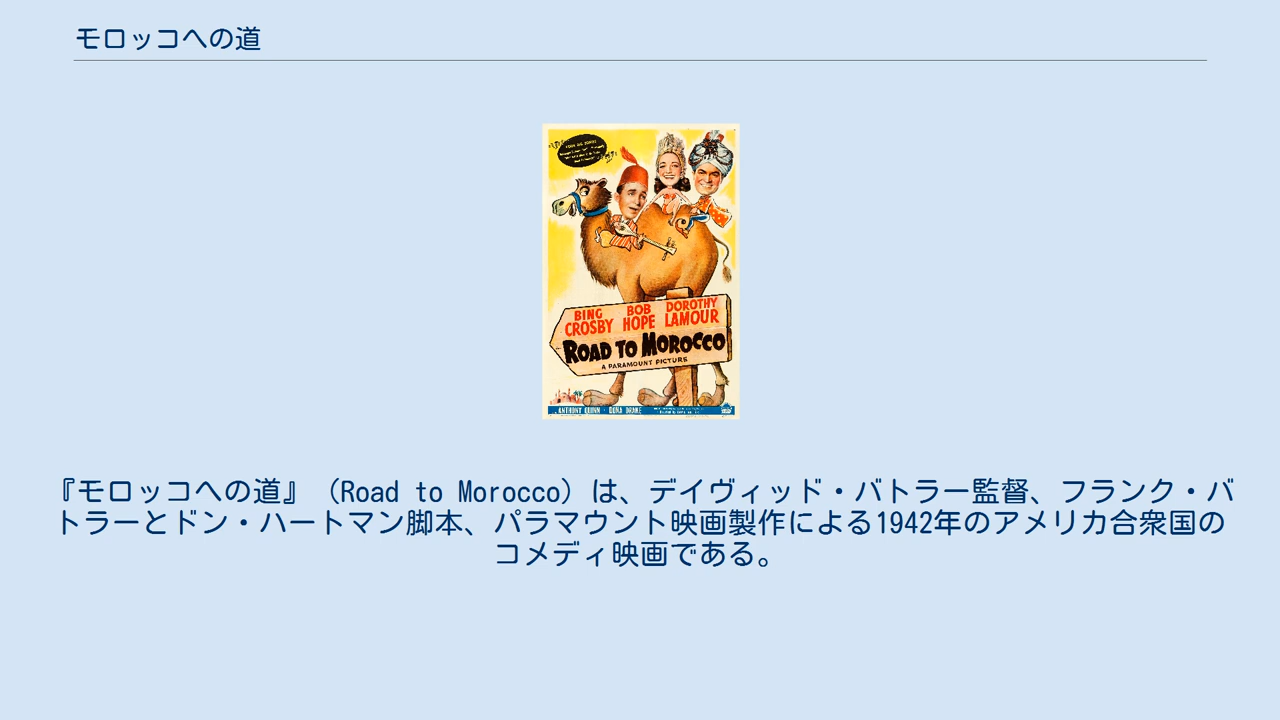 モロッコへの道
BING
CROSBY
BOB
HOPE
DOROTHY
LAMOUR
ROAD TO MOROCCO
A PARAMOUNT PICTURE
ANTHONY QUINN · DONA DRAKE
『モロッコへの道』（Road to Morocco）は、デイヴィッド・バトラー監督、フランク・バ
トラーとドン・ハートマン脚本、パラマウント映画製作による1942年のアメリカ合衆国の
コメディ映画である。